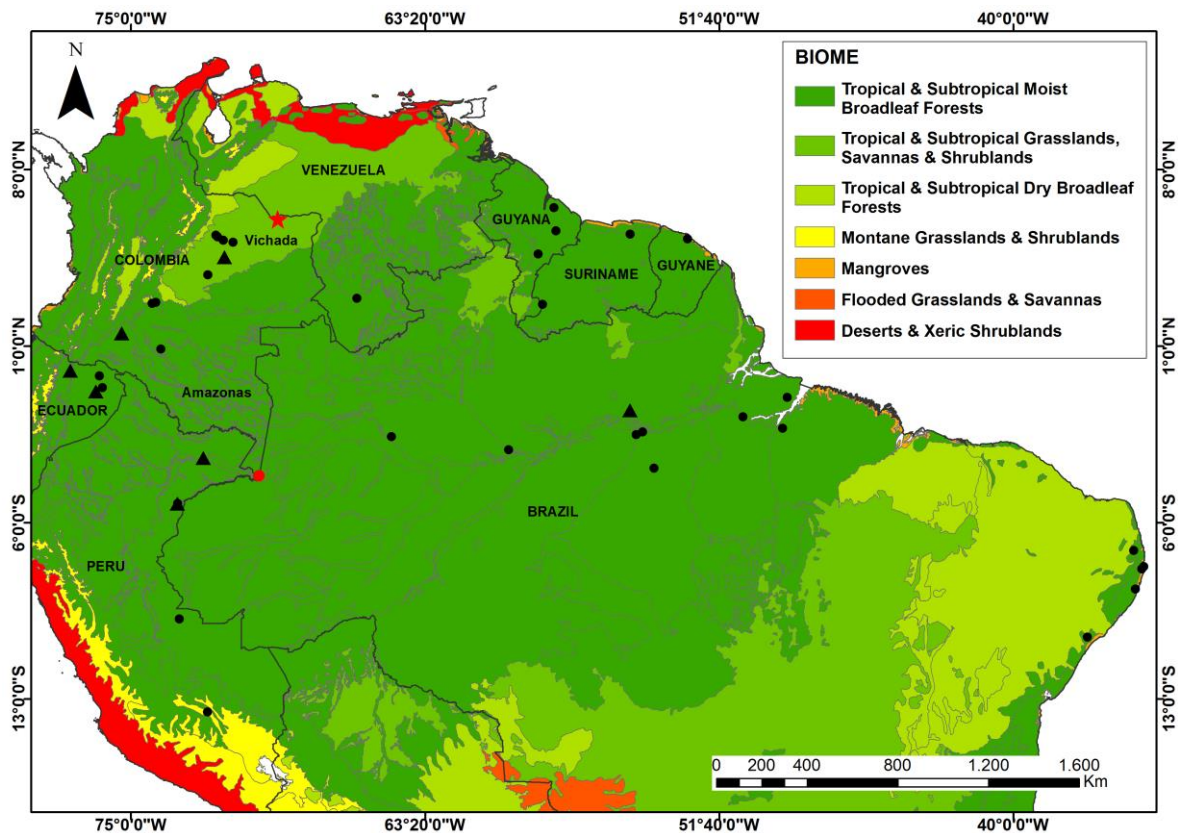 75°0'0"W
63°20'0"W
51°40'0"W
40°0'0"W
N
BIOME
Tropical & Subtropical Moist
Broadleaf Forests
Tropical & Subtropical Grasslands,
Savannas & Shrublands
Tropical & Subtropical Dry Broadleaf
Forests
Montane Grasslands & Shrublands
Mangroves
Flooded Grasslands & Savannas
Deserts & Xeric Shrublands
8°0'0"N
8°0'0"N
VENEZUELA
GUYANA
Vichada
COLOMBIA
SURINAME
GUYANE
1°0'0"N
1°0'0"N
Amazonas
ECUADOR
BRAZIL
6°0'0"S
6°0'0"S
PERU
13°0'0"S
13°0'0"S
0 200 400 800 1.200 1.600
Km
75°0'0"W
63°20'0"W
51°40'0"W
40°0'0"W